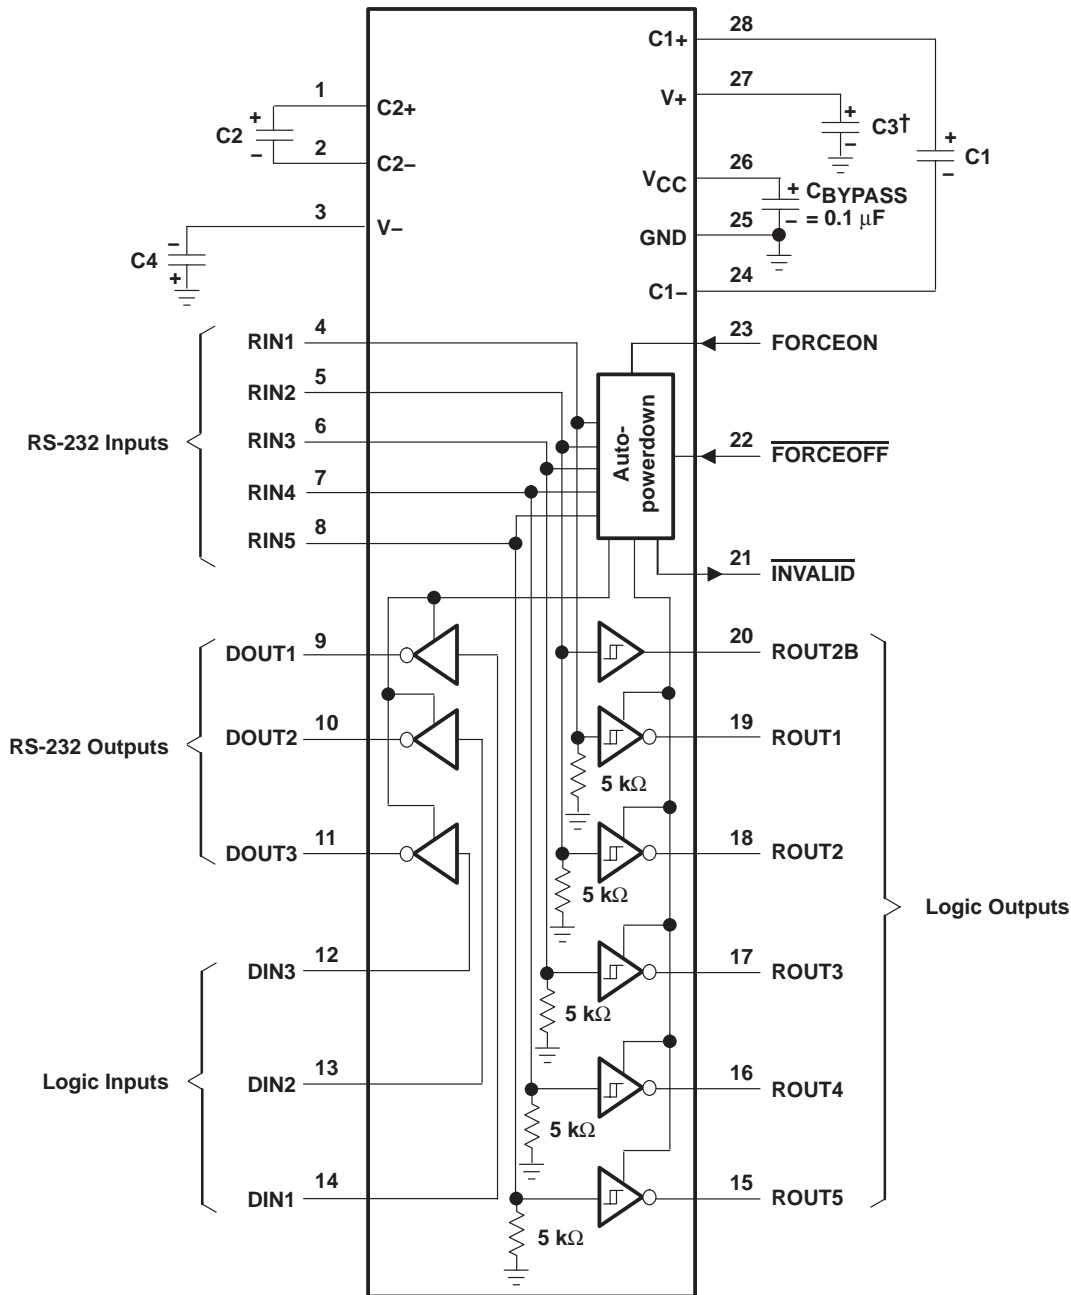 28
C1+
27
V+
+
C3†
−
+
C1
−
1
C2+
+
C2
−
2
C2−
26
VCC
+ CBYPASS
− = 0.1 μF
25
GND
3
V−
−
C4
+
24
C1−
RS-232 Inputs
RIN1 4
RIN2 5
RIN3 6
RIN4 7
RIN5 8
Auto-
powerdown
23 FORCEON
22 FORCEOFF
21 INVALID
RS-232 Outputs
DOUT1 9
DOUT2 10
DOUT3 11
Logic Inputs
DIN3 12
DIN2 13
DIN1 14
20 ROUT2B
19 ROUT1
5 kΩ
18 ROUT2
5 kΩ
17 ROUT3
5 kΩ
16 ROUT4
5 kΩ
15 ROUT5
5 kΩ
Logic Outputs